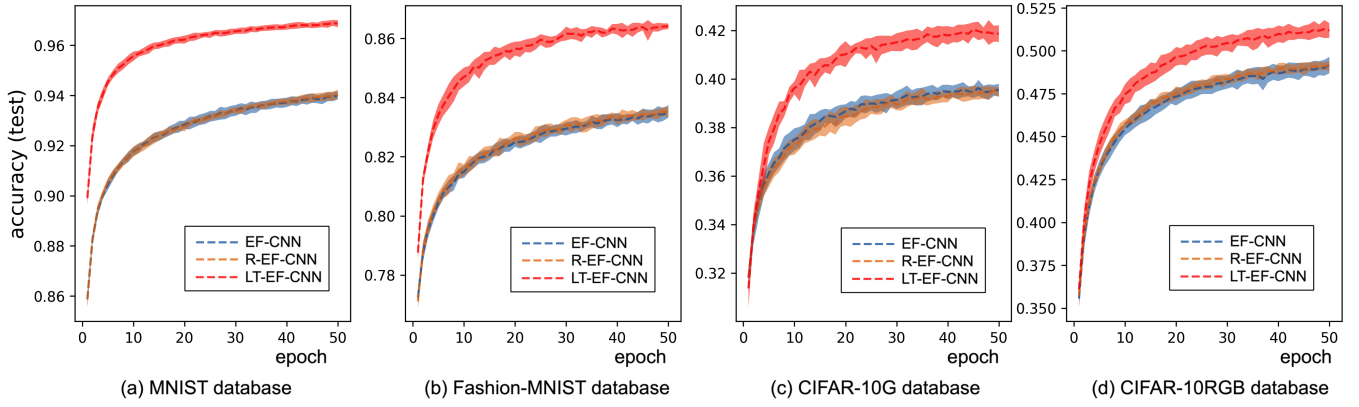 accuracy (test)
0.96
0.94
0.92
0.90
0.88
0.86
0 10 20 30 40 50
epoch
EF-CNN
R-EF-CNN
LT-EF-CNN
(a) MNIST database
0.86
0.84
0.82
0.80
0.78
0 10 20 30 40 50
epoch
EF-CNN
R-EF-CNN
LT-EF-CNN
(b) Fashion-MNIST database
0.42
0.40
0.38
0.36
0.34
0.32
0 10 20 30 40 50
epoch
EF-CNN
R-EF-CNN
LT-EF-CNN
(c) CIFAR-10G database
0.525
0.500
0.475
0.450
0.425
0.400
0.375
0.350
0 10 20 30 40 50
epoch
EF-CNN
R-EF-CNN
LT-EF-CNN
(d) CIFAR-10RGB database